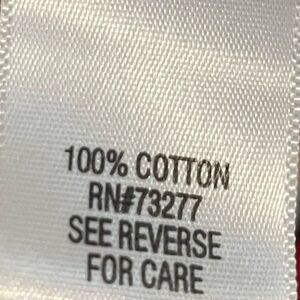 100% COTTON
RN#73277
SEE REVERSE
FOR CARE